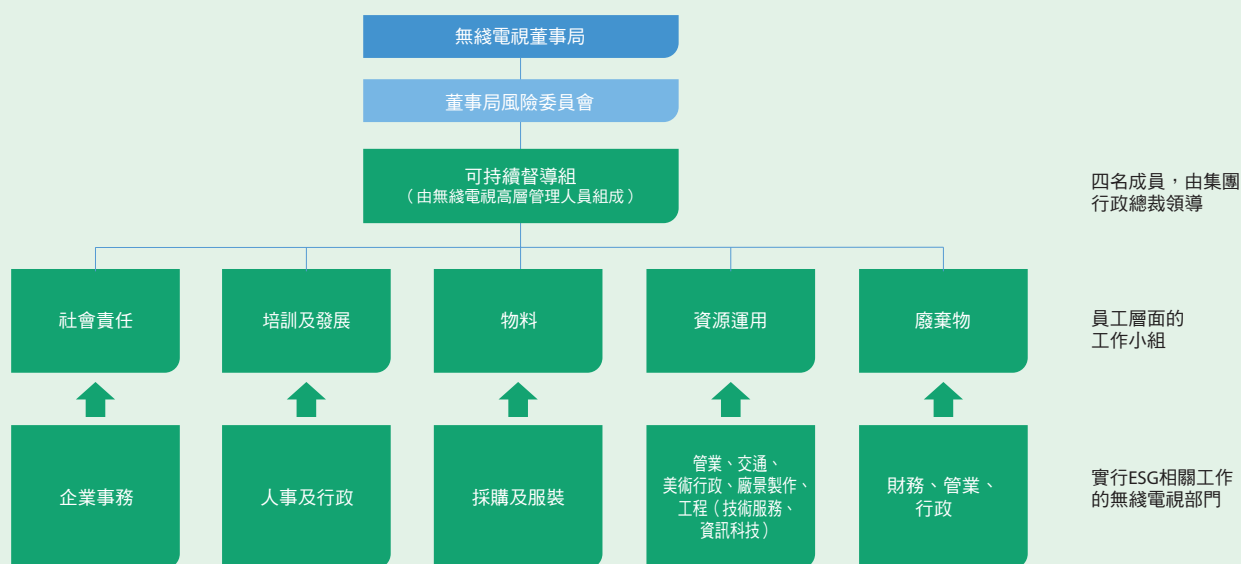 無綫電視董事局
董事局風險委員會
可持續督導組
（由無綫電視高層管理人員組成）
四名成員，由集團
行政總裁領導
社會責任
培訓及發展
物料
資源運用
廢棄物
員工層面的
工作小組
企業事務
人事及行政
採購及服裝
管業、交通、
美術行政、廠景製作、
工程（技術服務、
資訊科技）
財務、管業、
行政
實行ESG相關工作
的無綫電視部門